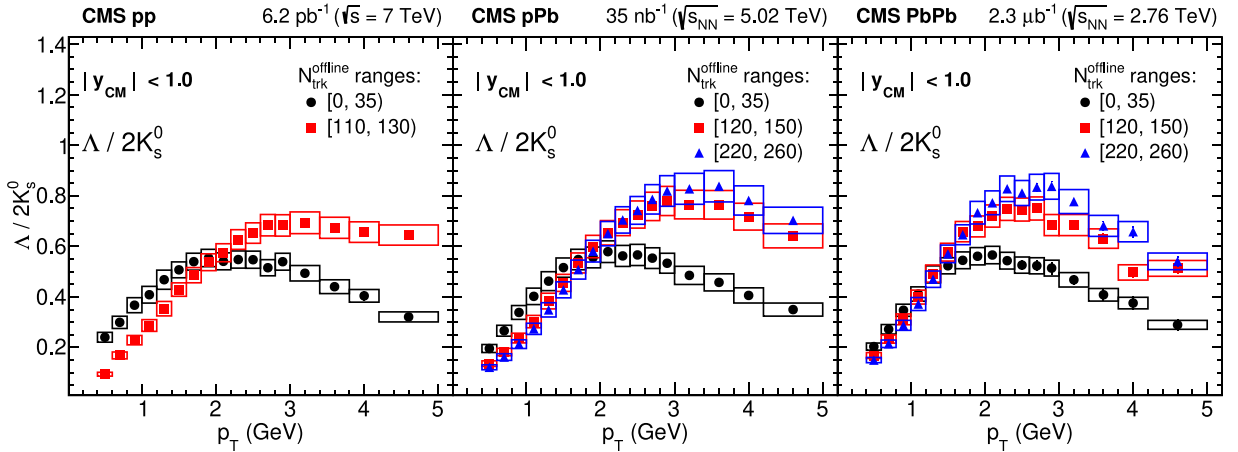 CMS pp 6.2 pb⁻¹ (√s = 7 TeV)
CMS pPb 35 nb⁻¹ (√s_NN = 5.02 TeV)
CMS PbPb 2.3 μb⁻¹ (√s_NN = 2.76 TeV)
Λ / 2K⁰_s
1.4
1.2
1
0.8
0.6
0.4
0.2
| y_CM | < 1.0
N_trk^offline ranges:
[0, 35)
[110, 130)
Λ / 2K⁰_s
1 2 3 4 5
p_T (GeV)
| y_CM | < 1.0
N_trk^offline ranges:
[0, 35)
[120, 150)
[220, 260)
Λ / 2K⁰_s
1 2 3 4 5
p_T (GeV)
| y_CM | < 1.0
N_trk^offline ranges:
[0, 35)
[120, 150)
[220, 260)
Λ / 2K⁰_s
1 2 3 4 5
p_T (GeV)